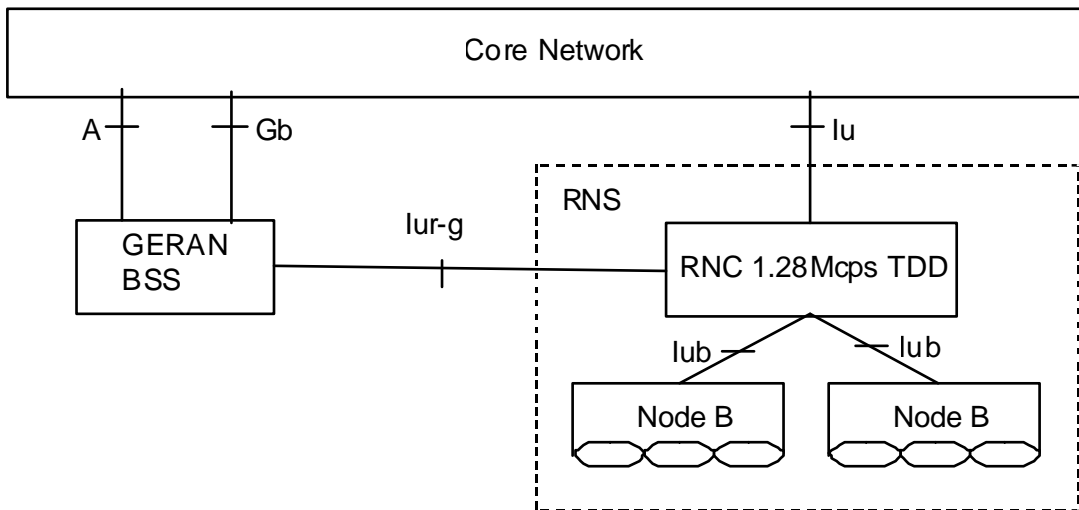 Core Network
A
Gb
Iu
RNS
Iur-g
GERAN
BSS
RNC 1.28Mcps TDD
Iub
Iub
Node B
Node B